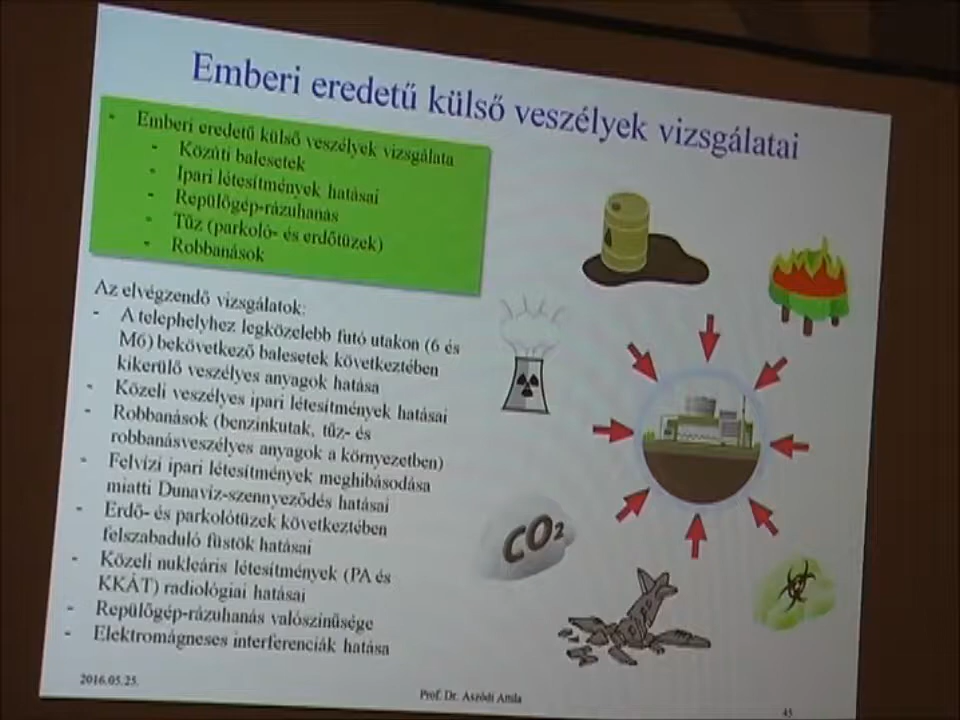 Emberi eredetű külső veszélyek vizsgálatai
- Emberi eredetű külső veszélyek vizsgálata
- Közúti balesetek
- Ipari létesítmények hatásai
- Repülőgép-rázuhanás
- Tűz (parkoló- és erdőtüzek)
- Robbanások
Az elvégzendő vizsgálatok:
- A telephelyhez legközelebb futó utakon (6 és
M6) bekövetkező balesetek következtében
kikerülő veszélyes anyagok hatása
- Közeli veszélyes ipari létesítmények hatásai
- Robbanások (benzinkutak, tűz- és
robbanásveszélyes anyagok a környezetben)
- Felvízi ipari létesítmények meghibásodása
miatti Dunavíz-szennyeződés hatásai
- Erdő- és parkolótüzek következtében
felszabaduló füstök hatásai
- Közeli nukleáris létesítmények (PA és
KKÁT) radiológiai hatásai
- Repülőgép-rázuhanás valószínűsége
- Elektromágneses interferenciák hatása
CO2
2016.05.25.
Prof. Dr. Aszódi Attila
45